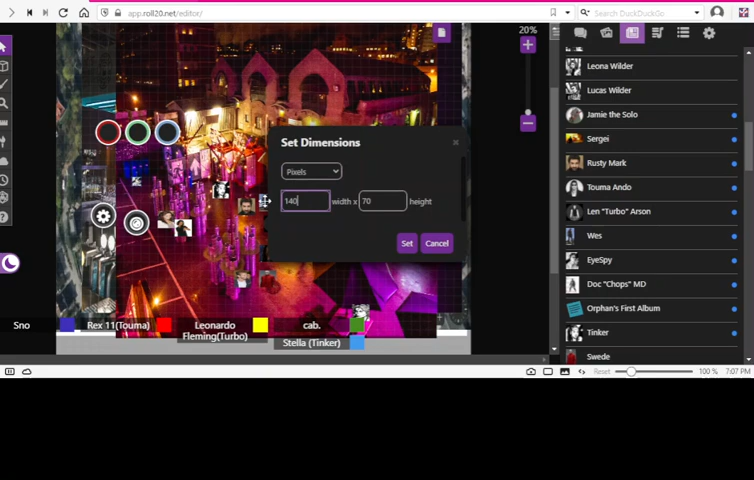 app.roll20.net/editor/
Search DuckDuckGo
20%
Set Dimensions
Pixels
140 width x 70 height
Set Cancel
Leona Wilder
Lucas Wilder
Jamie the Solo
Sergei
Rusty Mark
Touma Ando
Len "Turbo" Arson
Wes
EyeSpy
Doc "Chops" MD
Orphan's First Album
Tinker
Swede
Sno
Rex 11(Touma)
Leonardo
Fleming(Turbo)
cab.
Stella (Tinker)
Reset 100 % 7:07 PM